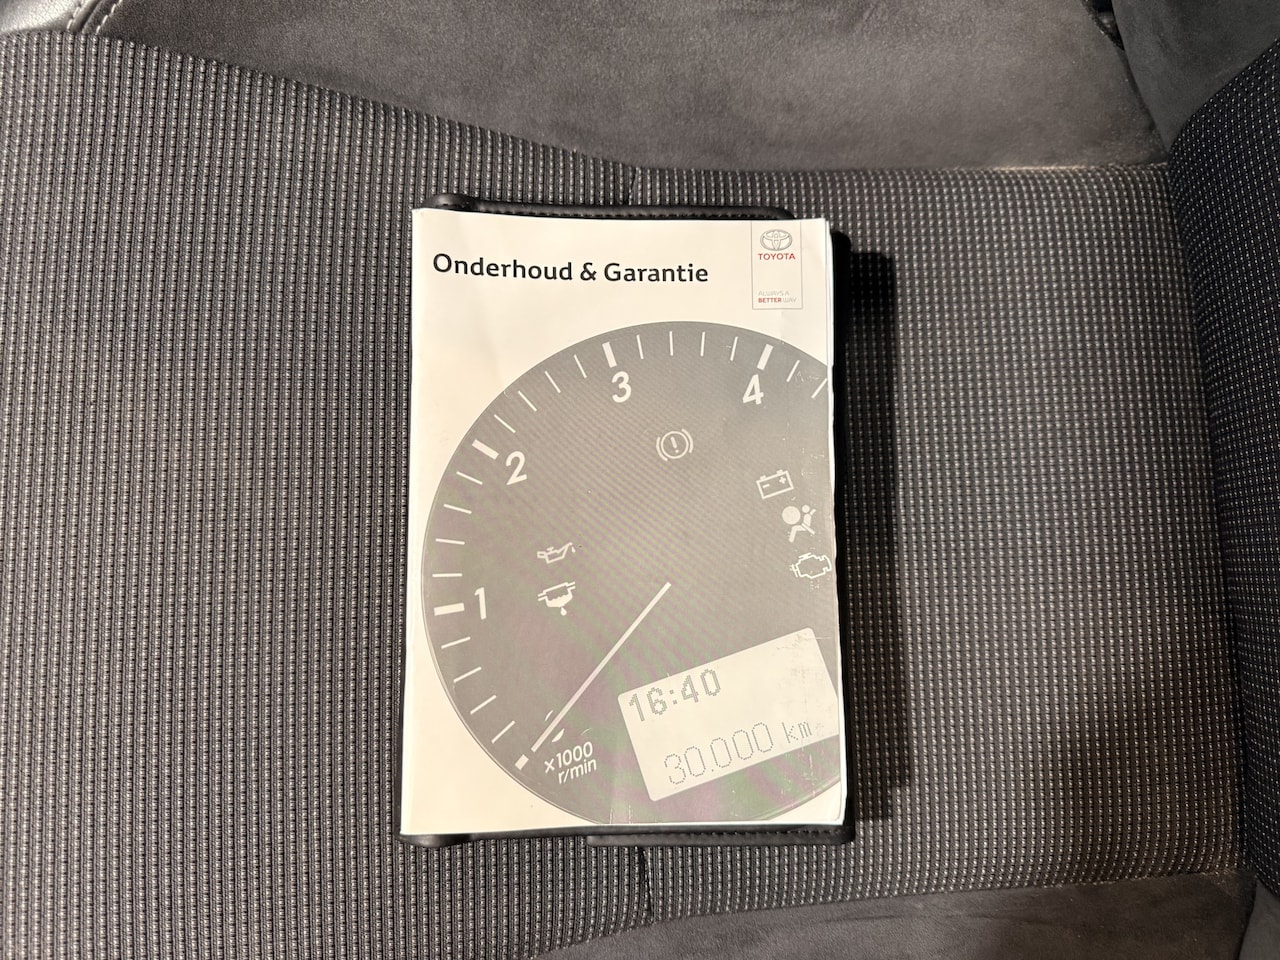 Onderhoud & Garantie
TOYOTA
ALWAYS A
BETTER WAY
3
4
2
1
x1000
r/min
16:40
30.000 km